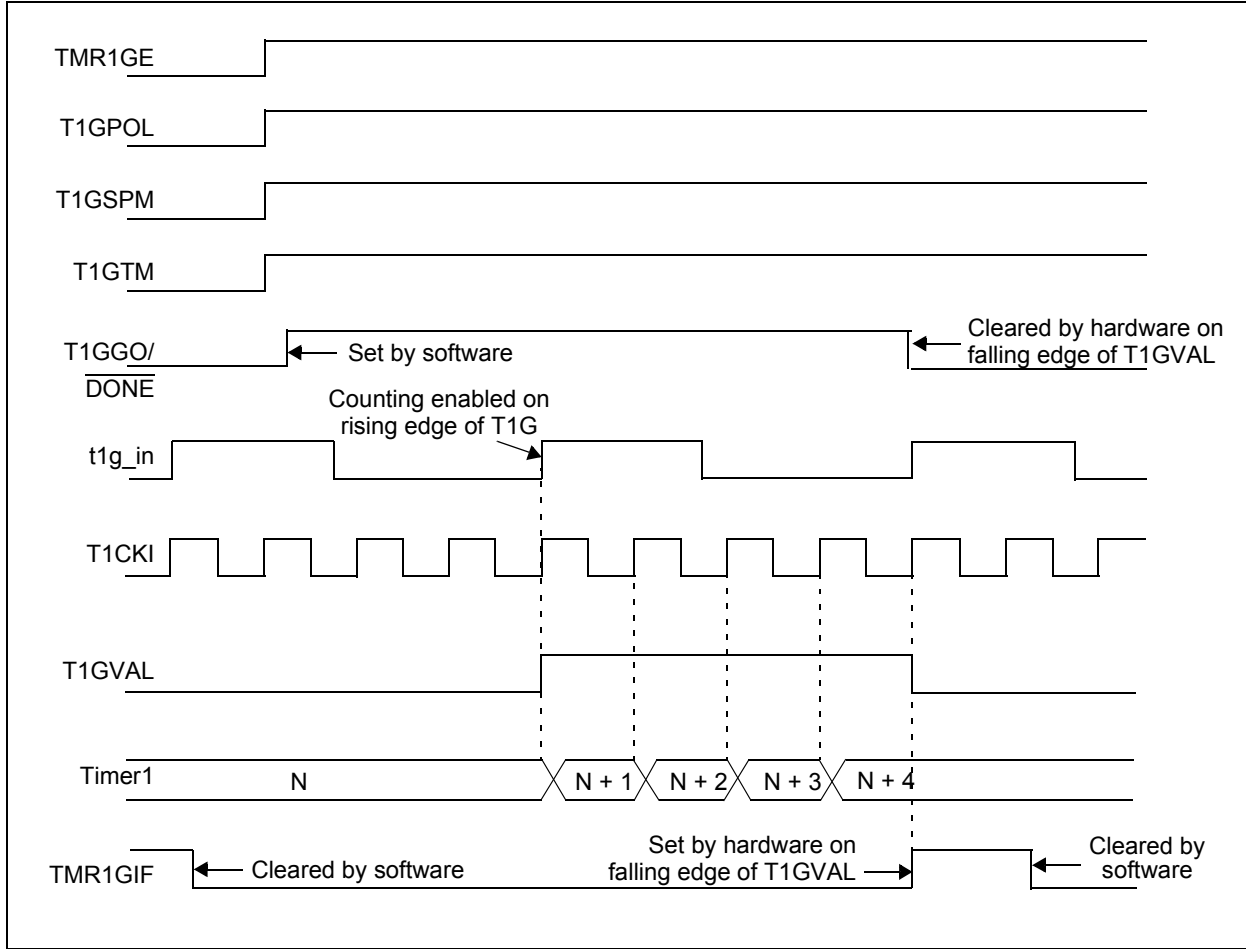 TMR1GE
T1GPOL
T1GSPM
T1GTM
T1GGO/
DONE
Set by software
Cleared by hardware on
falling edge of T1GVAL
Counting enabled on
rising edge of T1G
t1g_in
T1CKI
T1GVAL
Timer1
N
N + 1
N + 2
N + 3
N + 4
TMR1GIF
Cleared by software
Set by hardware on
falling edge of T1GVAL
Cleared by
software